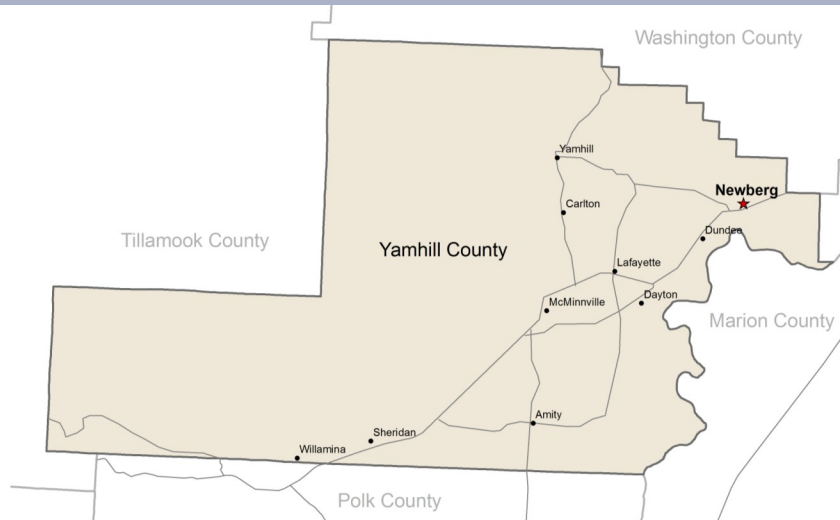 Washington County
Yamhill
Newberg
Carlton
Dundee
Tillamook County
Yamhill County
Lafayette
McMinnville
Dayton
Marion County
Amity
Sheridan
Willamina
Polk County